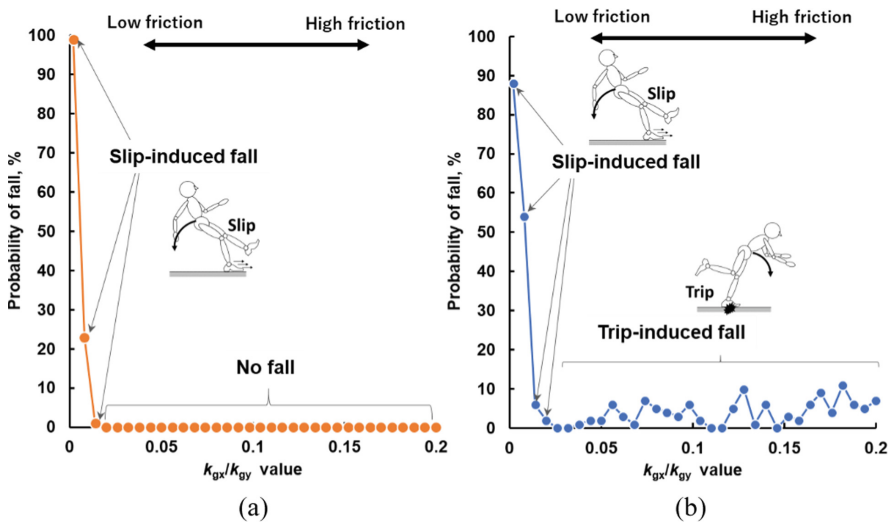 Low friction High friction
100
90
80
70
60
50
40
30
20
10
0
Probability of fall, %
Slip-induced fall
Slip
No fall
0 0.05 0.1 0.15 0.2
kgx/kgy value
(a)
Low friction High friction
100
90
80
70
60
50
40
30
20
10
0
Probability of fall, %
Slip
Slip-induced fall
Trip
Trip-induced fall
0 0.05 0.1 0.15 0.2
kgx/kgy value
(b)